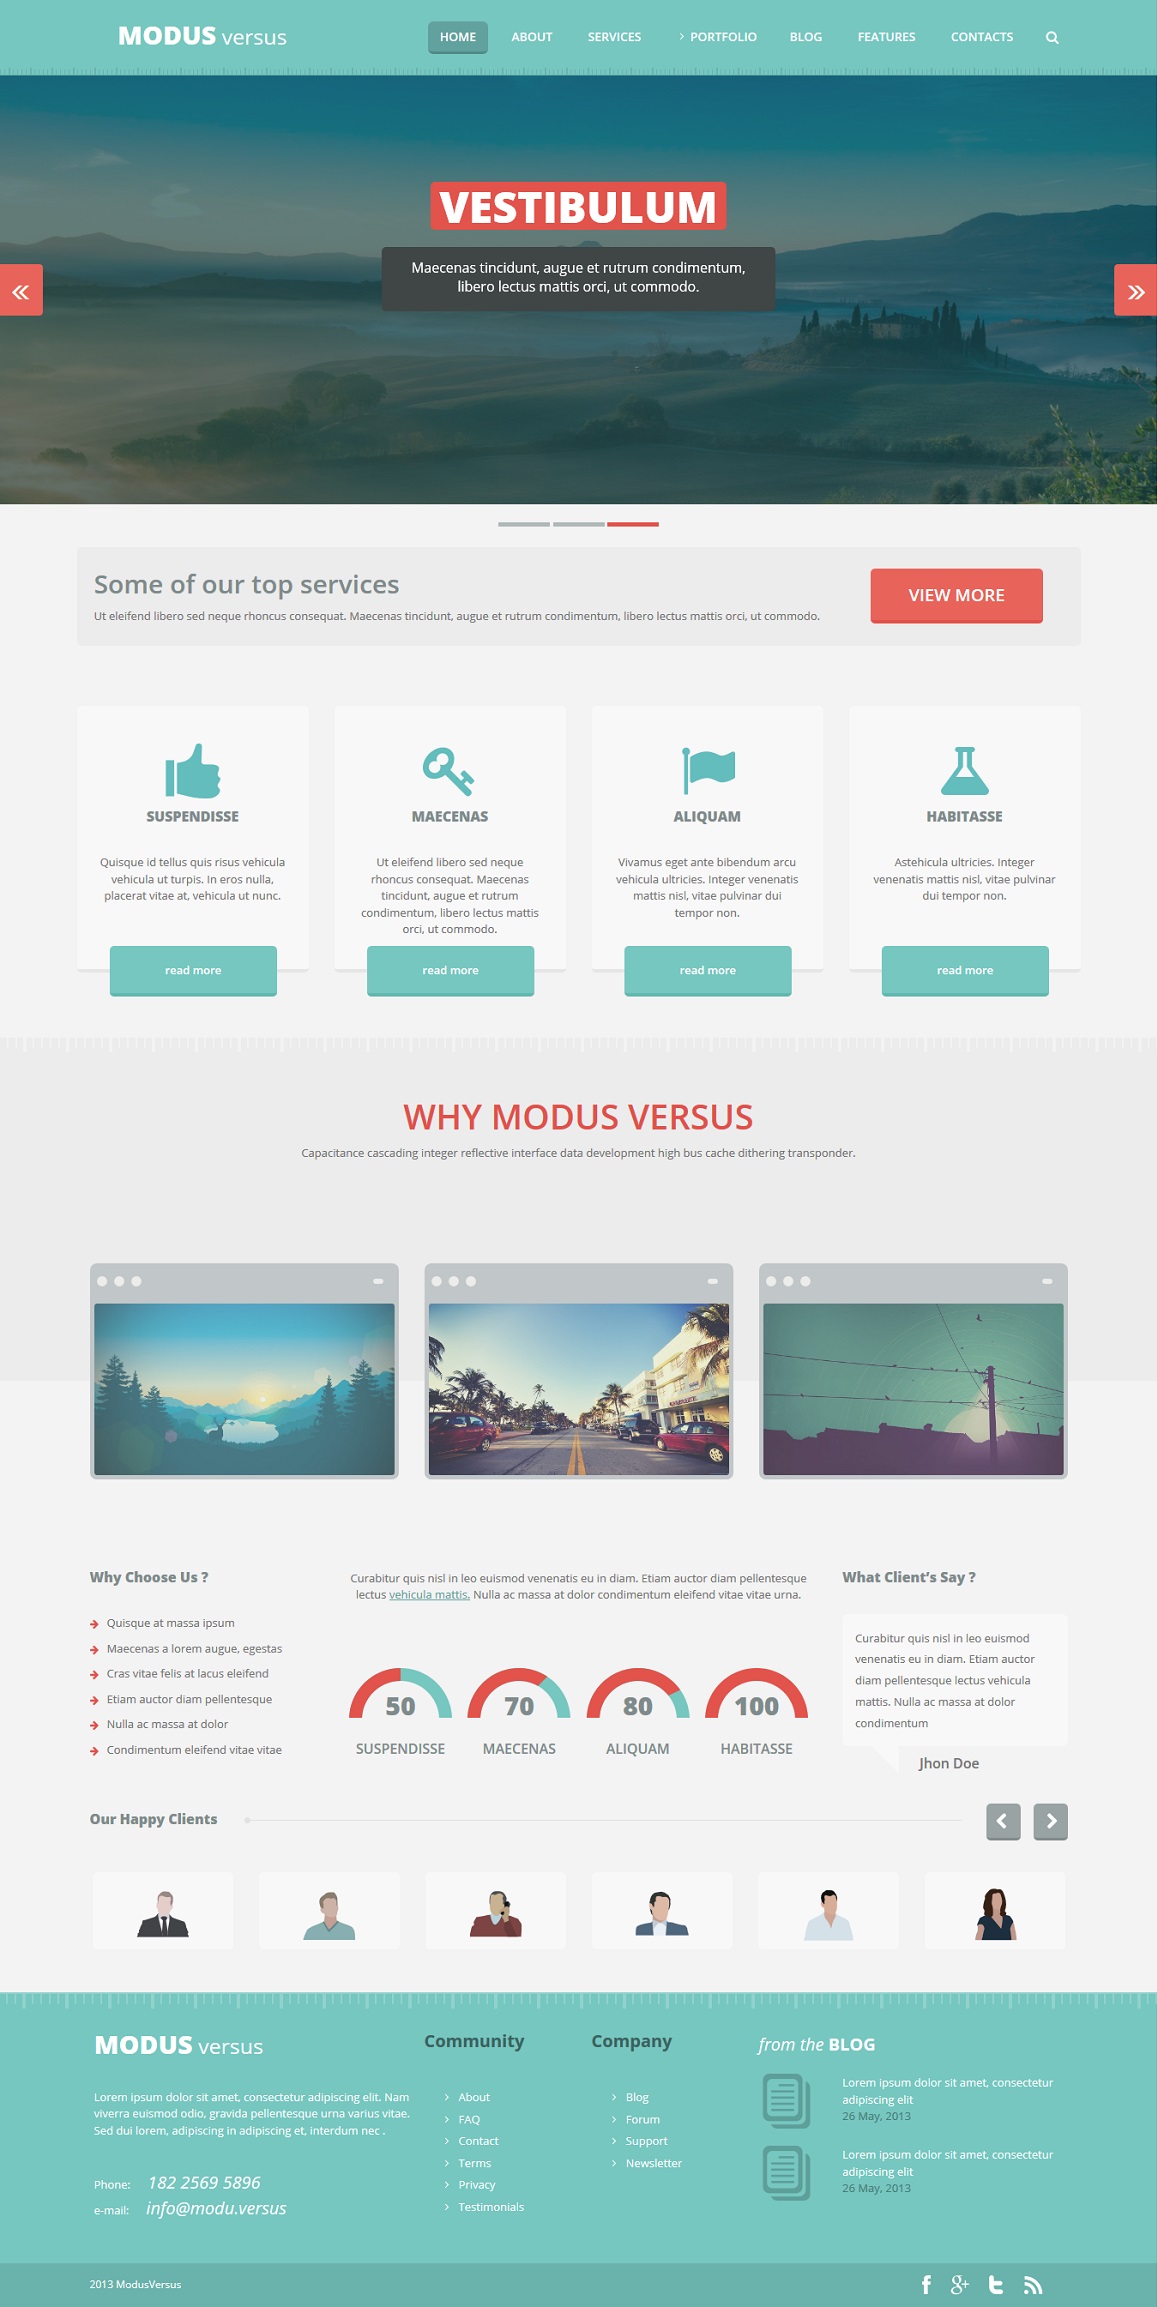 MODUS versus
HOME
ABOUT
SERVICES
PORTFOLIO
BLOG
FEATURES
CONTACTS
VESTIBULUM
Maecenas tincidunt, augue et rutrum condimentum,
libero lectus mattis orci, ut commodo.
Some of our top services
Ut eleifend libero sed neque rhoncus consequat. Maecenas tincidunt, augue et rutrum condimentum, libero lectus mattis orci, ut commodo.
VIEW MORE
SUSPENDISSE
Quisque id tellus quis risus vehicula
vehicula ut turpis. In eros nulla,
placerat vitae at, vehicula ut nunc.
read more
MAECENAS
Ut eleifend libero sed neque
rhoncus consequat. Maecenas
tincidunt, augue et rutrum
condimentum, libero lectus mattis
orci, ut commodo.
read more
ALIQUAM
Vivamus eget ante bibendum arcu
vehicula ultricies. Integer venenatis
mattis nisl, vitae pulvinar dui
tempor non.
read more
HABITASSE
Astehicula ultricies. Integer
venenatis mattis nisl, vitae pulvinar
dui tempor non.
read more
WHY MODUS VERSUS
Capacitance cascading integer reflective interface data development high bus cache dithering transponder.
Why Choose Us ?
Quisque at massa ipsum
Maecenas a lorem augue, egestas
Cras vitae felis at lacus eleifend
Etiam auctor diam pellentesque
Nulla ac massa at dolor
Condimentum eleifend vitae vitae
Curabitur quis nisl in leo euismod venenatis eu in diam. Etiam auctor diam pellentesque
lectus vehicula mattis. Nulla ac massa at dolor condimentum eleifend vitae vitae urna.
50
SUSPENDISSE
70
MAECENAS
80
ALIQUAM
100
HABITASSE
What Client's Say ?
Curabitur quis nisl in leo euismod
venenatis eu in diam. Etiam auctor
diam pellentesque lectus vehicula
mattis. Nulla ac massa at dolor
condimentum
Jhon Doe
Our Happy Clients
MODUS versus
Lorem ipsum dolor sit amet, consectetur adipiscing elit. Nam
viverra euismod odio, gravida pellentesque urna varius vitae.
Sed dui lorem, adipiscing in adipiscing et, interdum nec .
Phone: 182 2569 5896
e-mail: info@modu.versus
Community
About
FAQ
Contact
Terms
Privacy
Testimonials
Company
Blog
Forum
Support
Newsletter
from the BLOG
Lorem ipsum dolor sit amet, consectetur
adipiscing elit
26 May, 2013
Lorem ipsum dolor sit amet, consectetur
adipiscing elit
26 May, 2013
2013 ModusVersus